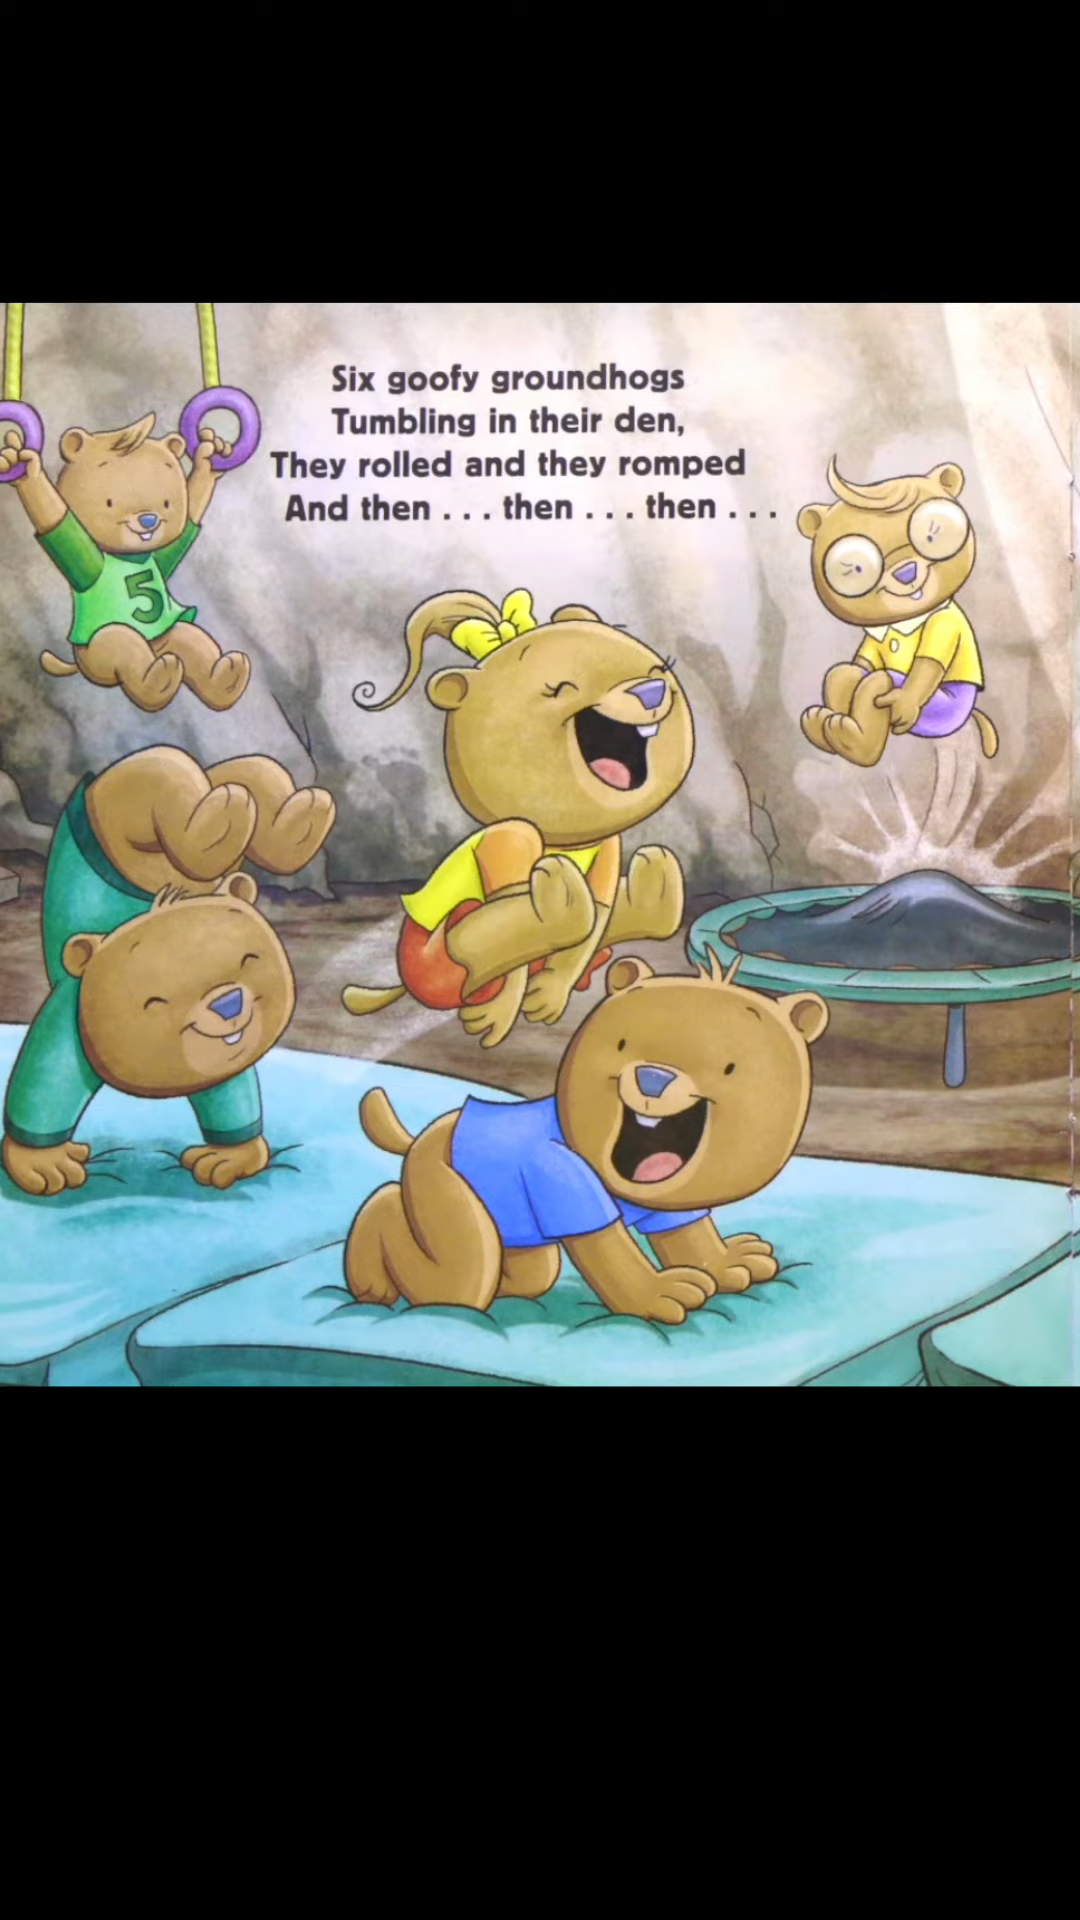 Six goofy groundhogs
Tumbling in their den,
They rolled and they romped
And then . . . then . . . then . . .
5